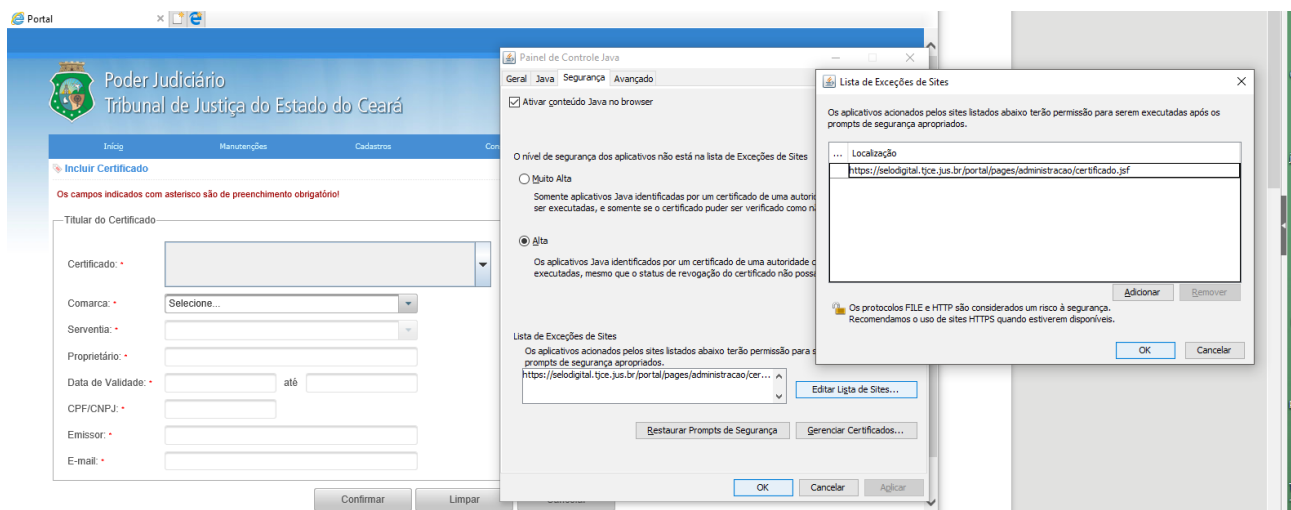 Portal
Poder Judiciário
Tribunal de Justiça do Estado do Ceará
Início Manutenções Cadastros
Incluir Certificado
Os campos indicados com asterisco são de preenchimento obrigatório!
Titular do Certificado
Certificado: •
Comarca: • Selecione...
Serventia: •
Proprietário: •
Data de Validade: • até
CPF/CNPJ: •
Emissor: •
E-mail: •
Confirmar Limpar
Painel de Controle Java
Geral Java Segurança Avançado
Ativar conteúdo Java no browser
O nível de segurança dos aplicativos não está na lista de Exceções de Sites
Muito Alta
Somente aplicativos Java identificadas por um certificado de uma
ser executadas, e somente se o certificado puder ser verificado como
Alta
Os aplicativos Java identificados por um certificado de uma autoridade
executadas, mesmo que o status de revogação do certificado não
Lista de Exceções de Sites
Os aplicativos acionados pelos sites listados abaixo terão permissão para
prompts de segurança apropriados.
https://selodigital.tjce.jus.br/portal/pages/administracao/cer...
Editar Lista de Sites...
Restaurar Prompts de Segurança Gerenciar Certificados...
OK Cancelar Aplicar
Lista de Exceções de Sites
Os aplicativos acionados pelos sites listados abaixo terão permissão para serem executadas após os
prompts de segurança apropriados.
... Localização
https://selodigital.tjce.jus.br/portal/pages/administracao/certificado.jsf
Adicionar Remover
Os protocolos FILE e HTTP são considerados um risco à segurança.
Recomendamos o uso de sites HTTPS quando estiverem disponíveis.
OK Cancelar